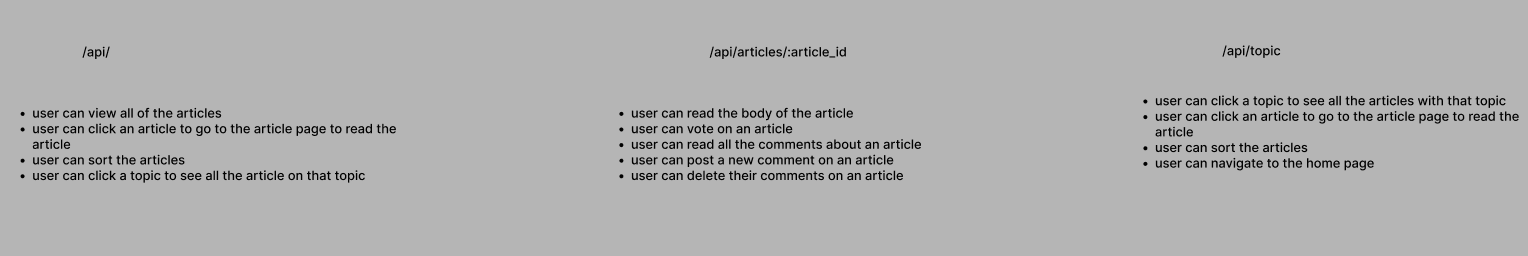 /api/
• user can view all of the articles
• user can click an article to go to the article page to read the
article
• user can sort the articles
• user can click a topic to see all the article on that topic
/api/articles/:article_id
• user can read the body of the article
• user can vote on an article
• user can read all the comments about an article
• user can post a new comment on an article
• user can delete their comments on an article
/api/topic
• user can click a topic to see all the articles with that topic
• user can click an article to go to the article page to read the
article
• user can sort the articles
• user can navigate to the home page